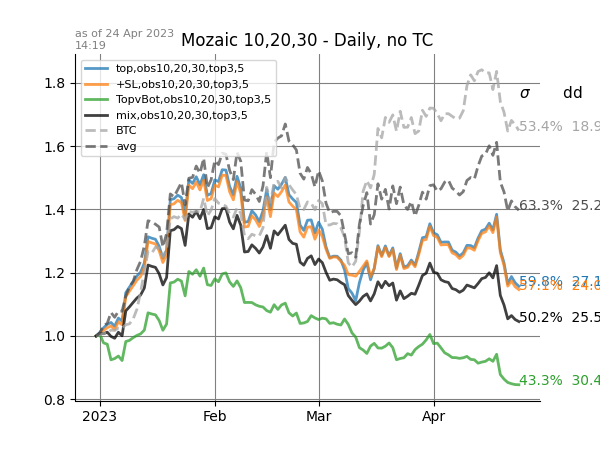 as of 24 Apr 2023
14:19
Mozaic 10,20,30 - Daily, no TC
top,obs10,20,30,top3,5
+SL,obs10,20,30,top3,5
TopvBot,obs10,20,30,top3,5
mix,obs10,20,30,top3,5
BTC
avg
σ dd
53.4% 18.9
63.3% 25.2
59.8% 27.1
57.1% 24.0
50.2% 25.5
43.3% 30.4
1.8
1.6
1.4
1.2
1.0
0.8
2023 Feb Mar Apr